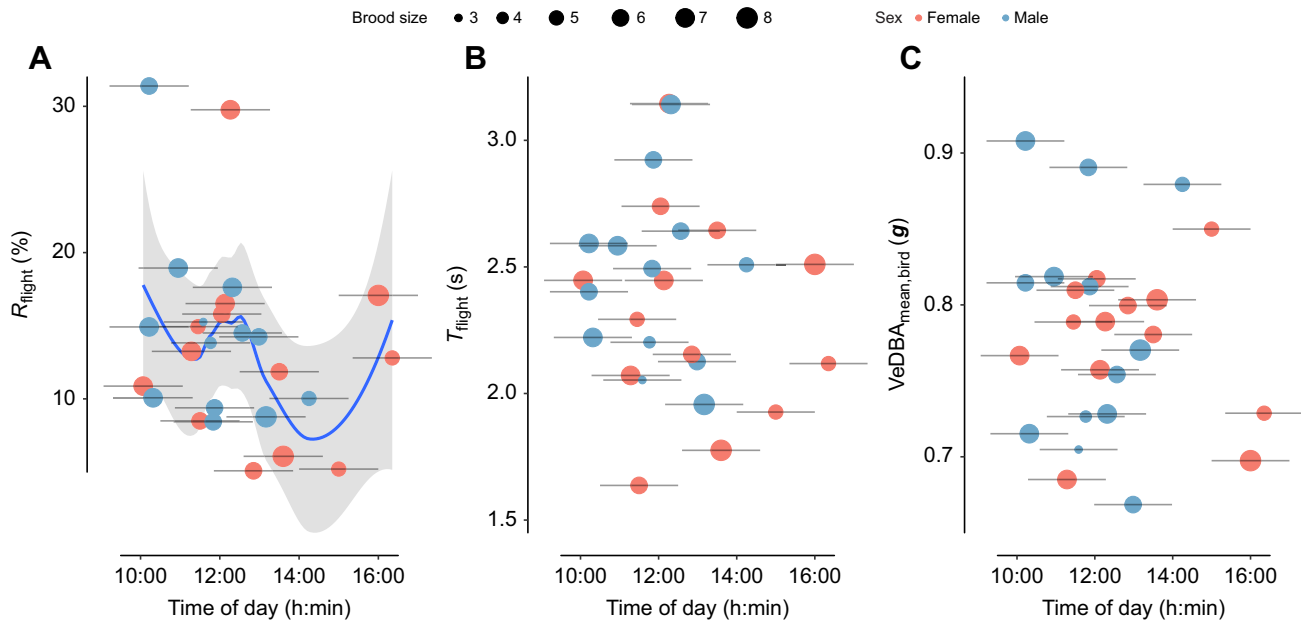 Brood size 3 4 5 6 7 8 Sex Female Male
A
R_flight (%)
30
20
10
10:00 12:00 14:00 16:00
Time of day (h:min)
B
T_flight (s)
3.0
2.5
2.0
1.5
10:00 12:00 14:00 16:00
Time of day (h:min)
C
VeDBA_mean,bird (g)
0.9
0.8
0.7
10:00 12:00 14:00 16:00
Time of day (h:min)